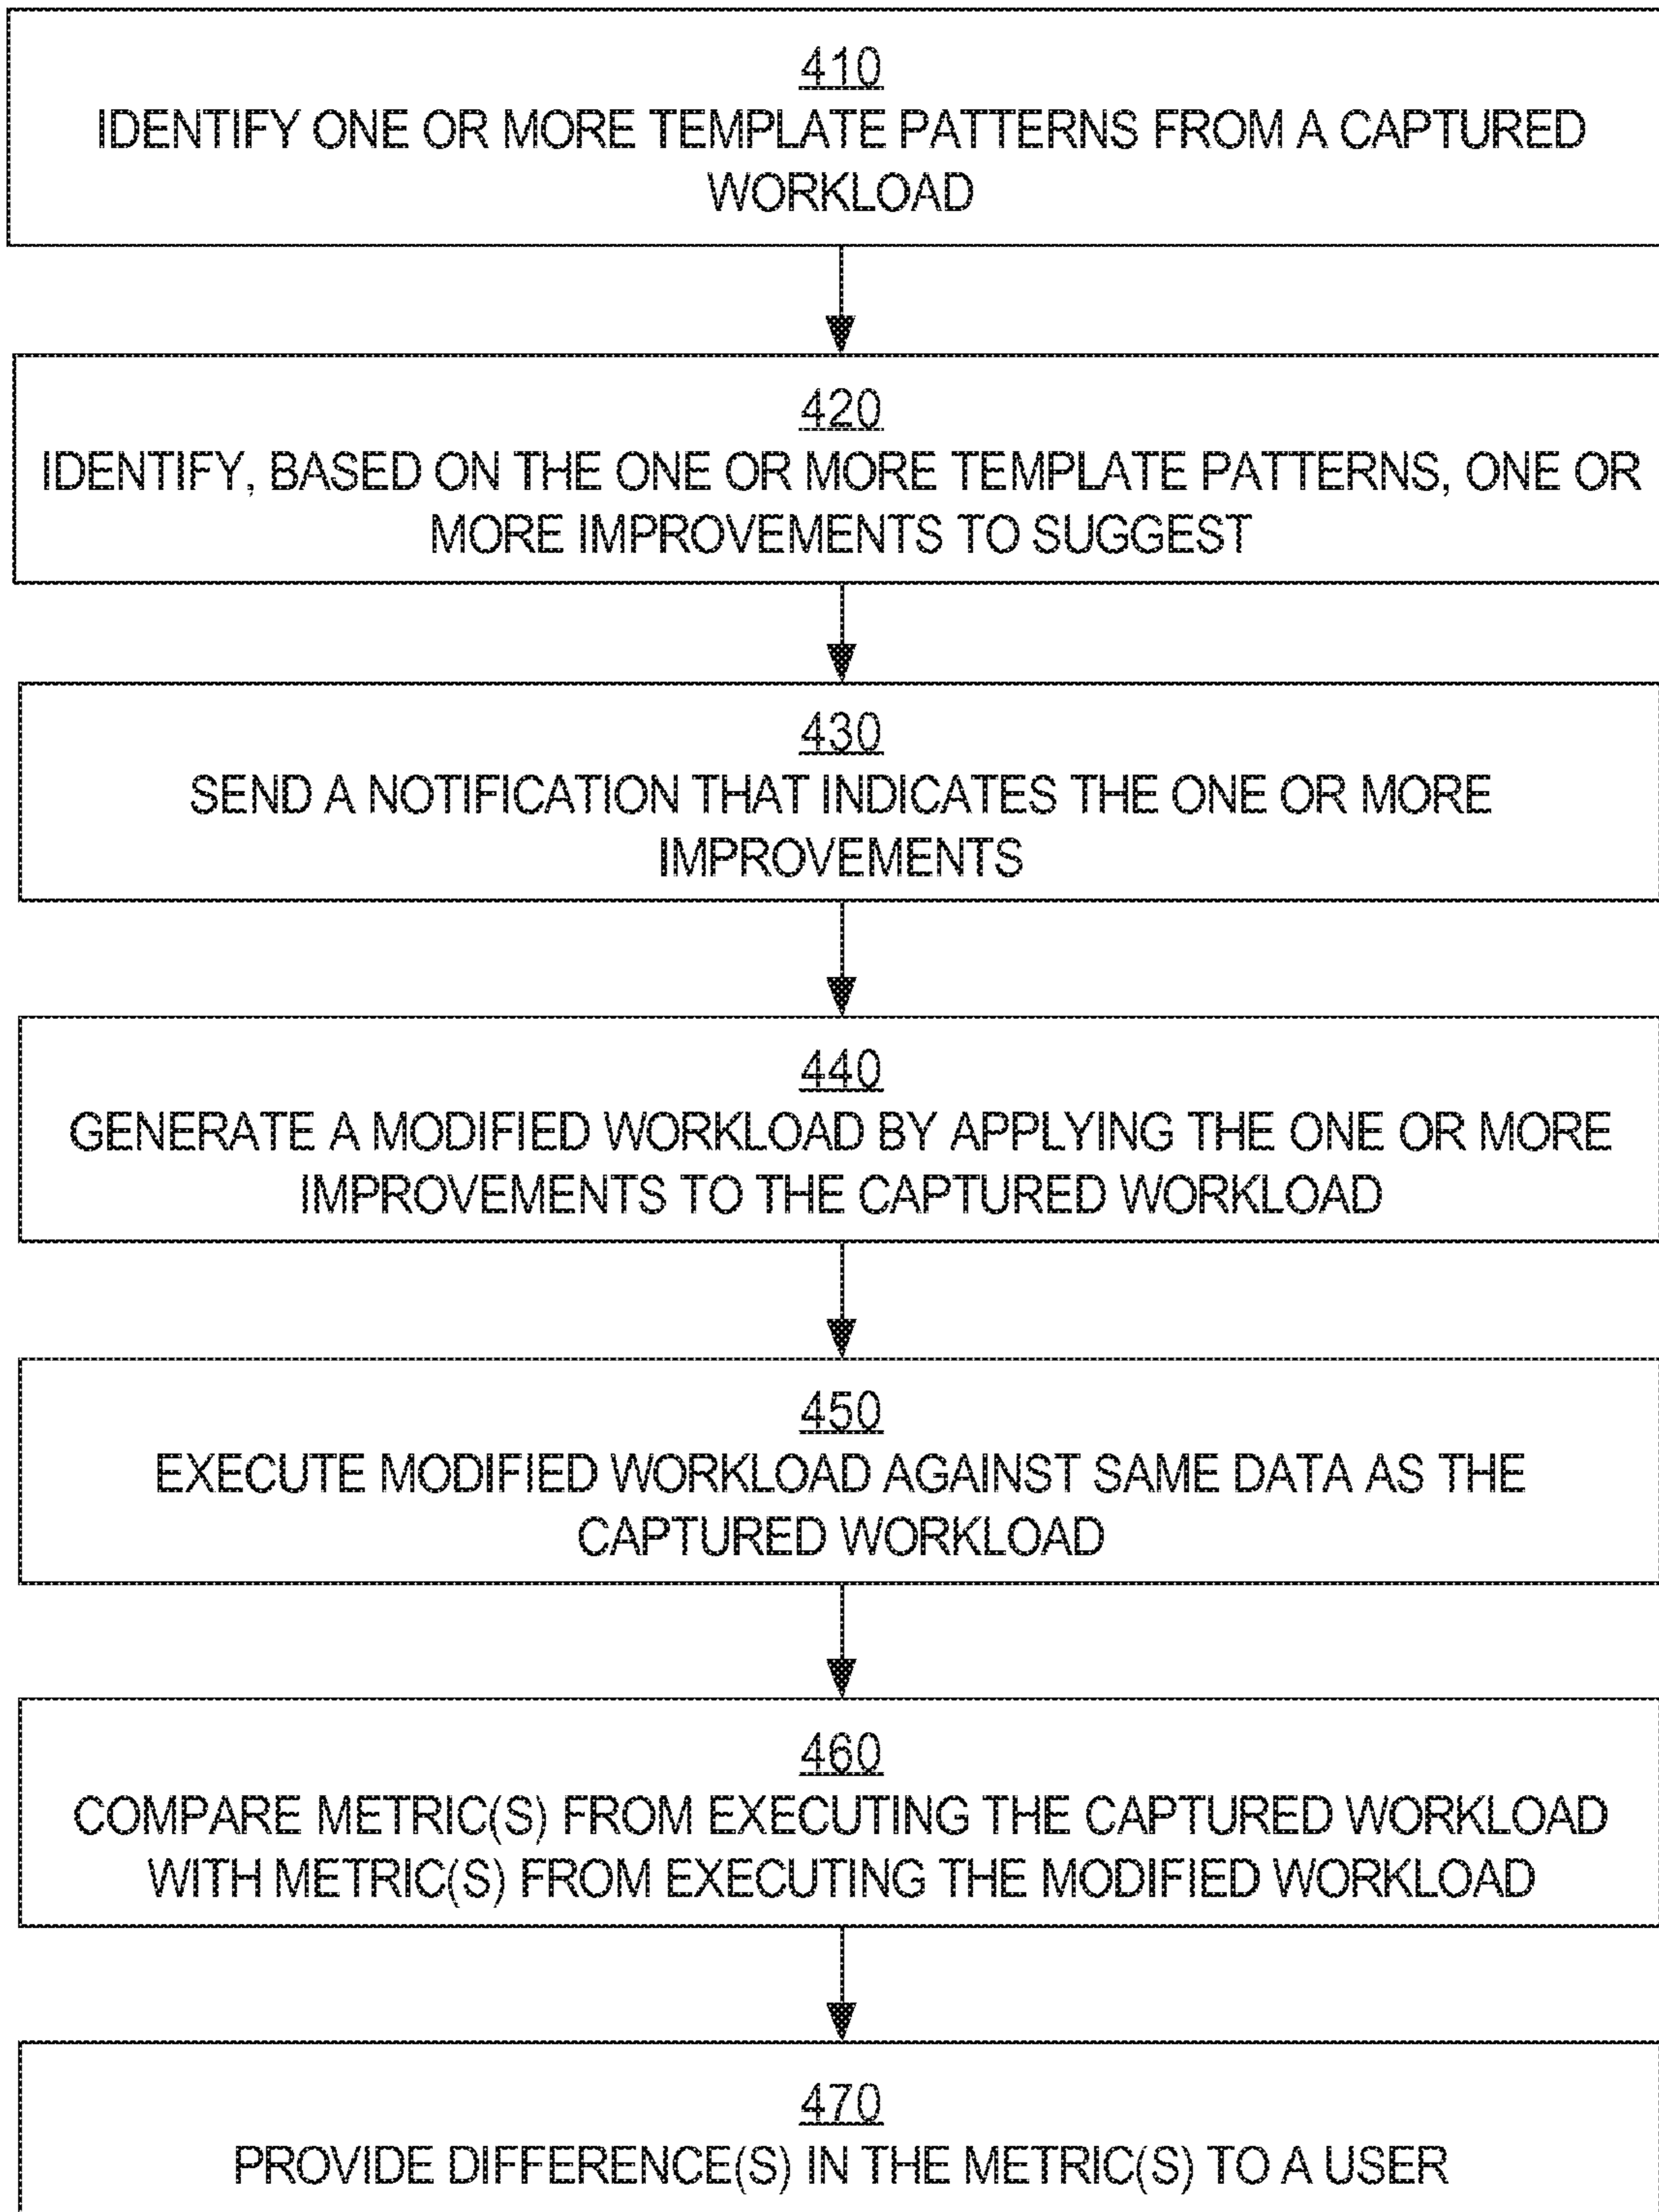 410
IDENTIFY ONE OR MORE TEMPLATE PATTERNS FROM A CAPTURED
WORKLOAD
420
IDENTIFY, BASED ON THE ONE OR MORE TEMPLATE PATTERNS, ONE OR
MORE IMPROVEMENTS TO SUGGEST
430
SEND A NOTIFICATION THAT INDICATES THE ONE OR MORE
IMPROVEMENTS
440
GENERATE A MODIFIED WORKLOAD BY APPLYING THE ONE OR MORE
IMPROVEMENTS TO THE CAPTURED WORKLOAD
450
EXECUTE MODIFIED WORKLOAD AGAINST SAME DATA AS THE
CAPTURED WORKLOAD
460
COMPARE METRIC(S) FROM EXECUTING THE CAPTURED WORKLOAD
WITH METRIC(S) FROM EXECUTING THE MODIFIED WORKLOAD
470
PROVIDE DIFFERENCE(S) IN THE METRIC(S) TO A USER